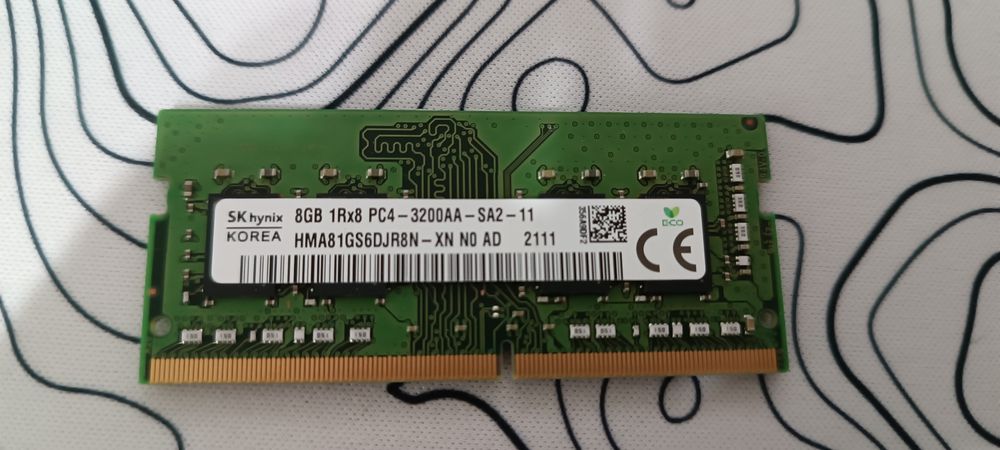 SK hynix
KOREA
8GB 1Rx8 PC4-3200AA-SA2-11
HMA81GS6DJR8N-XN N0 AD 2111
ECO
CE